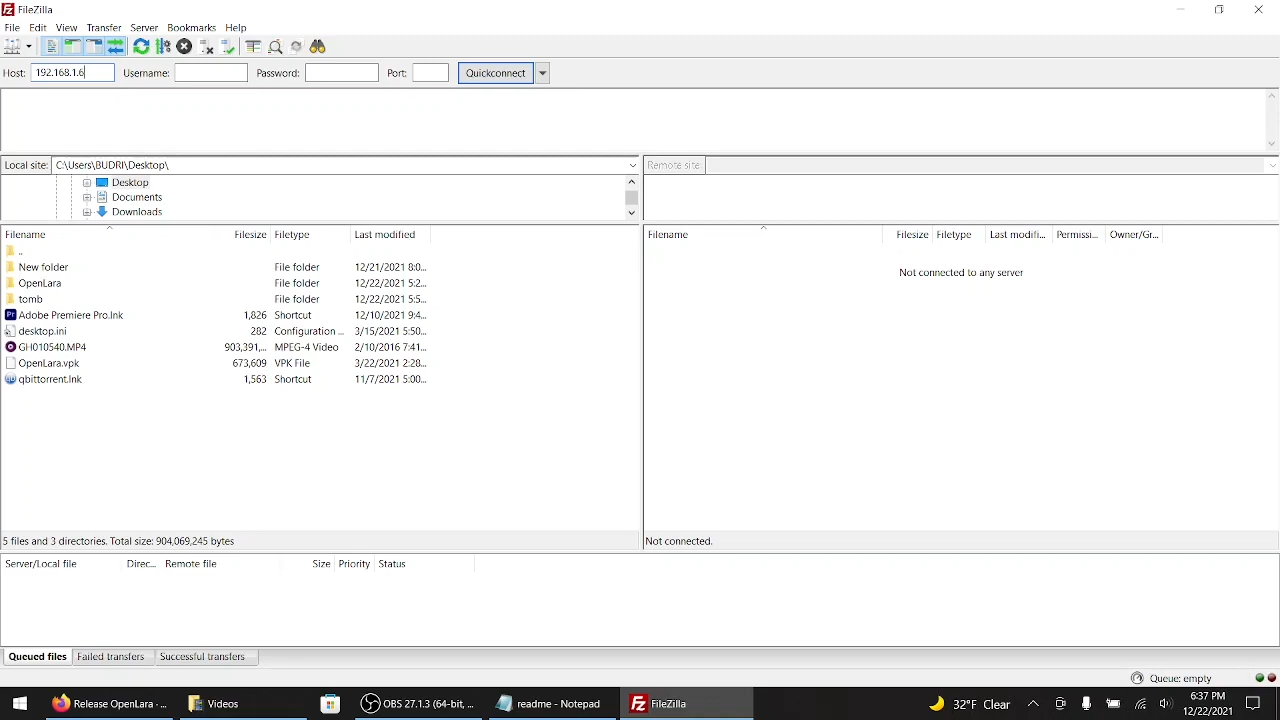 FileZilla
File Edit View Transfer Server Bookmarks Help
Host: 192.168.1.6 Username: Password: Port: Quickconnect
Local site: C:\Users\BUDRI\Desktop\ Remote site:
Desktop
Documents
Downloads
Filename Filesize Filetype Last modified Filename Filesize Filetype Last modifi... Permissi... Owner/Gr...
..
New folder File folder 12/21/2021 8:0...
Not connected to any server
OpenLara File folder 12/22/2021 5:2...
tomb File folder 12/22/2021 5:5...
Adobe Premiere Pro.lnk 1,826 Shortcut 12/10/2021 9:4...
desktop.ini 282 Configuration ... 3/15/2021 5:50...
GH010540.MP4 903,391,... MPEG-4 Video 2/10/2016 7:41...
OpenLara.vpk 673,609 VPK File 3/22/2021 2:28...
qbittorrent.lnk 1,563 Shortcut 11/7/2021 5:00...
5 files and 3 directories. Total size: 904,069,245 bytes Not connected.
Server/Local file Direc... Remote file Size Priority Status
Queued files Failed transfers Successful transfers
Queue: empty
Release OpenLara · ... Videos OBS 27.1.3 (64-bit, ... readme - Notepad FileZilla 32°F Clear 6:37 PM
12/22/2021